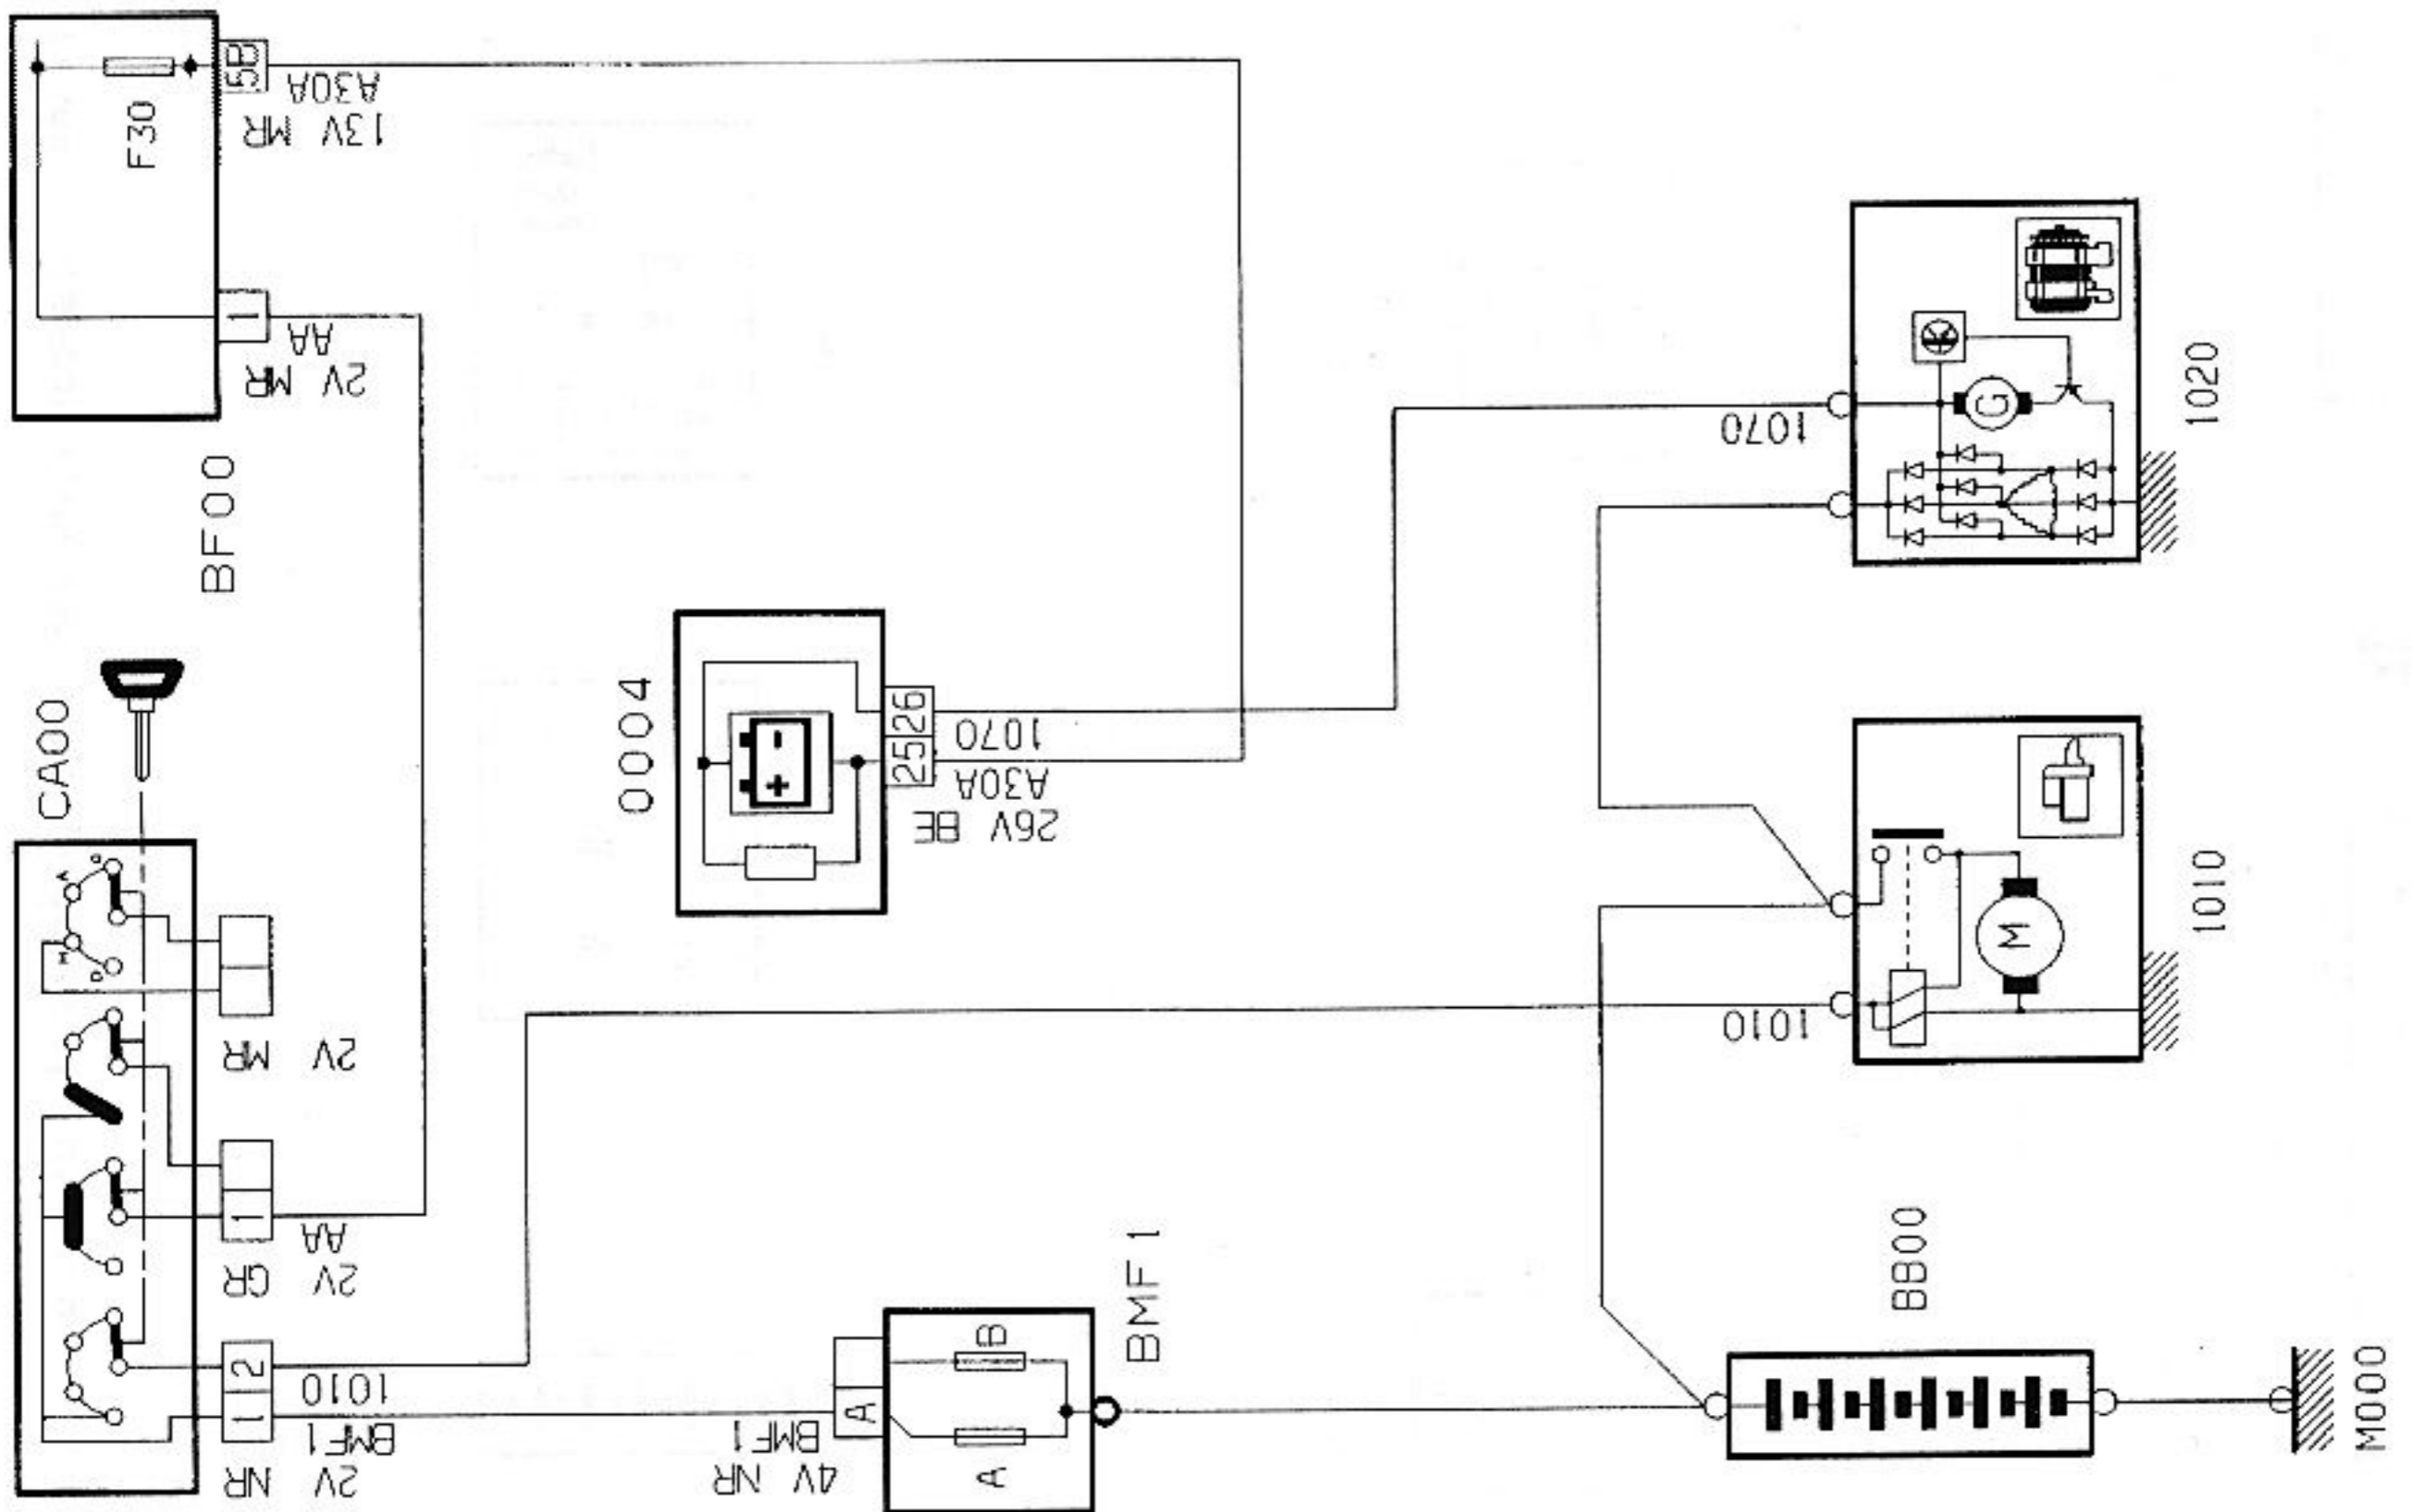 5B
A30A
13V MR
F30
1
AA
2V MR
BF00
CA00
A
G
M
D
2V MR
1
AA
2V GR
2
1
1010
BMF1
2V NR
0004
+ -
26
25
1070
A30A
26V BE
1070
G
1020
1010
M
1010
A
BMF1
4V NR
B
A
BMF1
BB00
M000